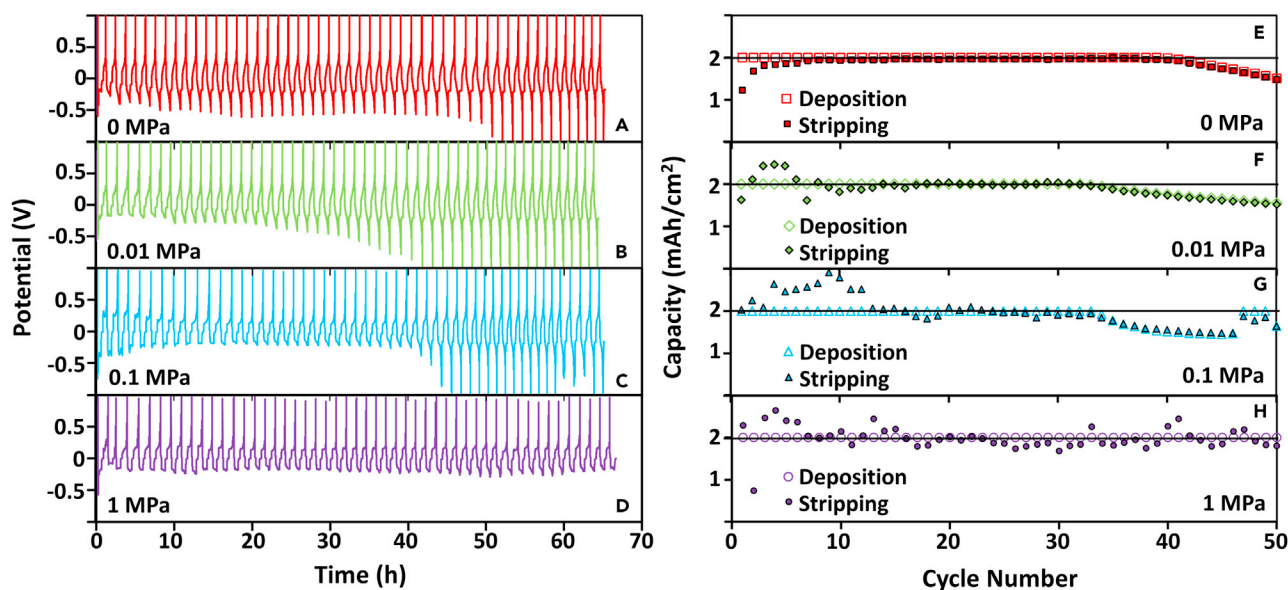 0.5
0
-0.5
0 MPa
A
0.5
0
-0.5
0.01 MPa
B
0.5
0
-0.5
0.1 MPa
C
0.5
0
-0.5
1 MPa
D
0 10 20 30 40 50 60 70
Time (h)
Potential (V)
E
2
1
Deposition
Stripping
0 MPa
F
2
1
Deposition
Stripping
0.01 MPa
G
2
1
Deposition
Stripping
0.1 MPa
H
2
1
Deposition
Stripping
1 MPa
0 10 20 30 40 50
Cycle Number
Capacity (mAh/cm²)